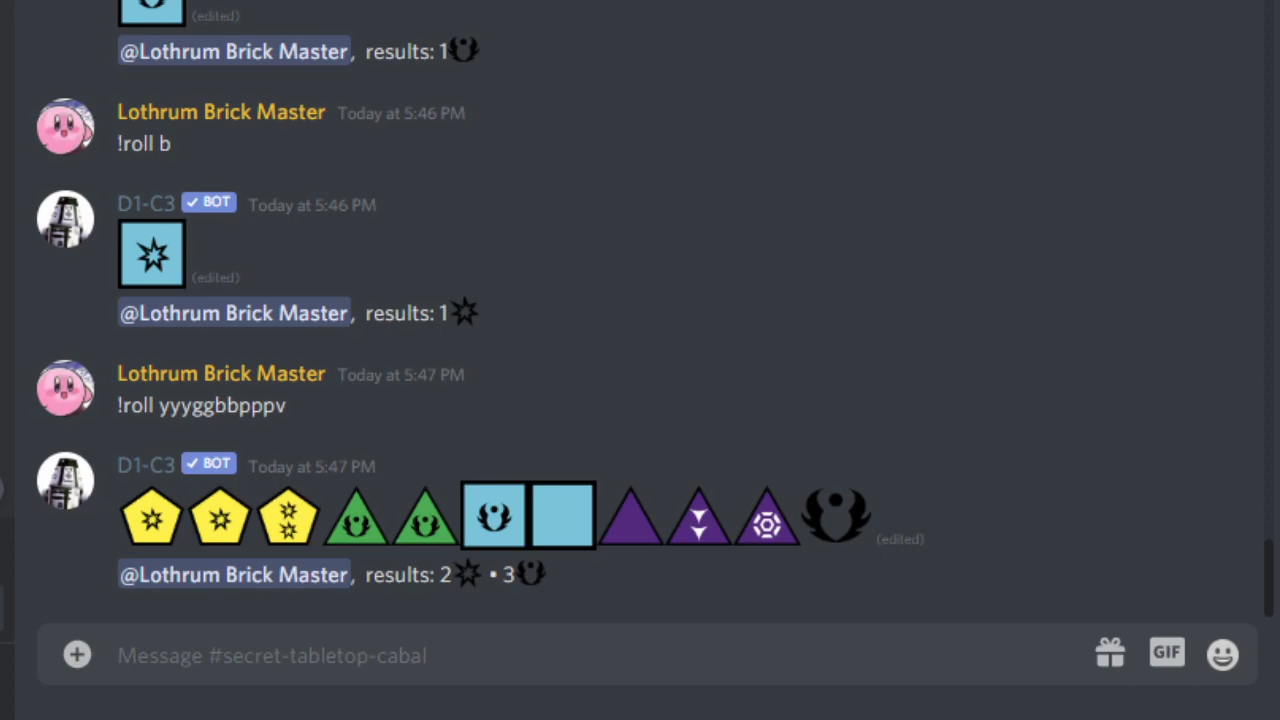 (edited)
@Lothrum Brick Master, results: 1
Lothrum Brick Master Today at 5:46 PM
!roll b
D1-C3 ✓ BOT Today at 5:46 PM
(edited)
@Lothrum Brick Master, results: 1
Lothrum Brick Master Today at 5:47 PM
!roll yyyggbbpppv
D1-C3 ✓ BOT Today at 5:47 PM
(edited)
@Lothrum Brick Master, results: 2 • 3
Message #secret-tabletop-cabal GIF